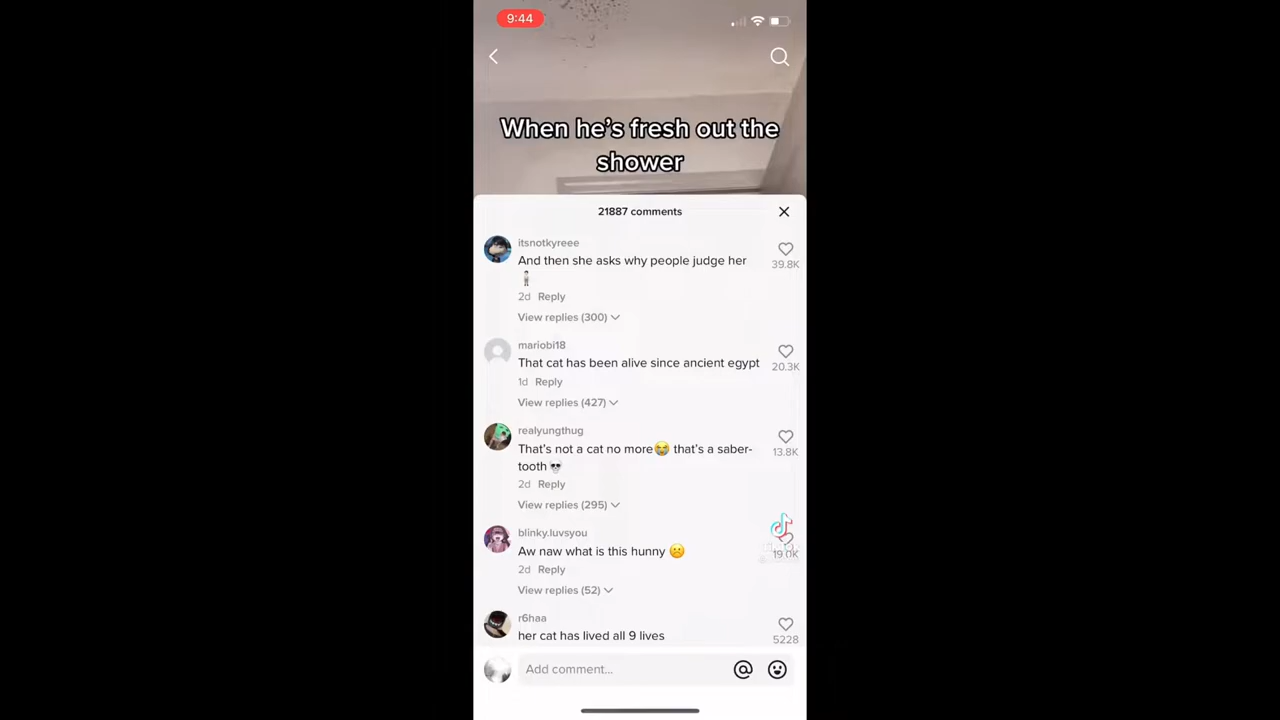 9:44
When he's fresh out the
shower
21887 comments
itsnotkyreee
And then she asks why people judge her
39.8K
2d Reply
View replies (300)
mariobi18
That cat has been alive since ancient egypt
20.3K
1d Reply
View replies (427)
realyungthug
That's not a cat no more😭 that's a saber-
13.8K
tooth💀
2d Reply
View replies (295)
blinky.luvsyou
Aw naw what is this hunny 🙁
19.0K
2d Reply
View replies (52)
r6haa
her cat has lived all 9 lives
5228
Add comment...